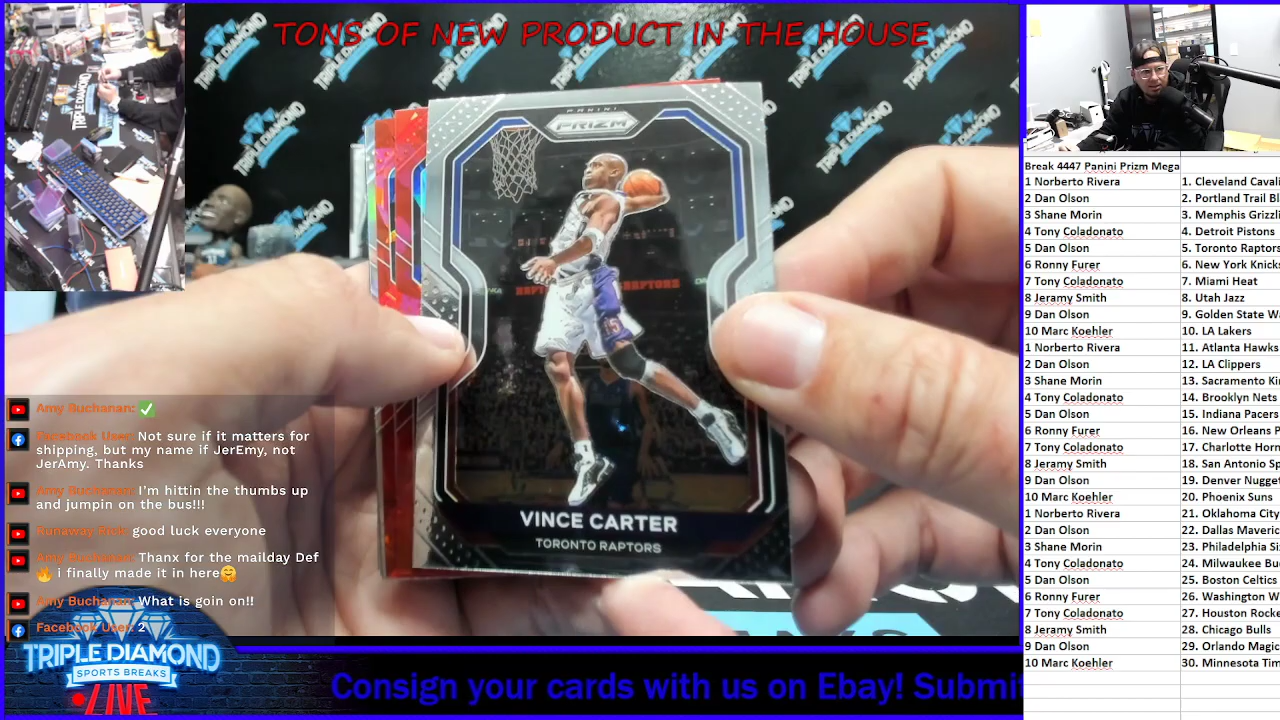 TONS OF NEW PRODUCT IN THE HOUSE
PANINI
PRIZM
VINCE CARTER
TORONTO RAPTORS
Amy Buchanan: ✅
Facebook User: Not sure if it matters for
shipping, but my name if JerEmy, not
JerAmy. Thanks
Amy Buchanan: I'm hittin the thumbs up
and jumpin on the bus!!!
Runaway Rick: good luck everyone
Amy Buchanan: Thanx for the mailday Def
🔥 i finally made it in here🤗
Amy Buchanan: What is goin on!!
Facebook User: 2
TRIPLE DIAMOND
SPORTS BREAKS
LIVE
Consign your cards with us on Ebay! Submi
Break 4447 Panini Prizm Mega
1 Norberto Rivera 1. Cleveland Cavali
2 Dan Olson 2. Portland Trail Bl
3 Shane Morin 3. Memphis Grizzl
4 Tony Coladonato 4. Detroit Pistons
5 Dan Olson 5. Toronto Raptors
6 Ronny Furer 6. New York Knicks
7 Tony Coladonato 7. Miami Heat
8 Jeramy Smith 8. Utah Jazz
9 Dan Olson 9. Golden State Wa
10 Marc Koehler 10. LA Lakers
1 Norberto Rivera 11. Atlanta Hawks
2 Dan Olson 12. LA Clippers
3 Shane Morin 13. Sacramento Ki
4 Tony Coladonato 14. Brooklyn Nets
5 Dan Olson 15. Indiana Pacers
6 Ronny Furer 16. New Orleans P
7 Tony Coladonato 17. Charlotte Horn
8 Jeramy Smith 18. San Antonio Sp
9 Dan Olson 19. Denver Nugget
10 Marc Koehler 20. Phoenix Suns
1 Norberto Rivera 21. Oklahoma City
2 Dan Olson 22. Dallas Maveric
3 Shane Morin 23. Philadelphia Si
4 Tony Coladonato 24. Milwaukee Bu
5 Dan Olson 25. Boston Celtics
6 Ronny Furer 26. Washington W
7 Tony Coladonato 27. Houston Rocke
8 Jeramy Smith 28. Chicago Bulls
9 Dan Olson 29. Orlando Magic
10 Marc Koehler 30. Minnesota Tim